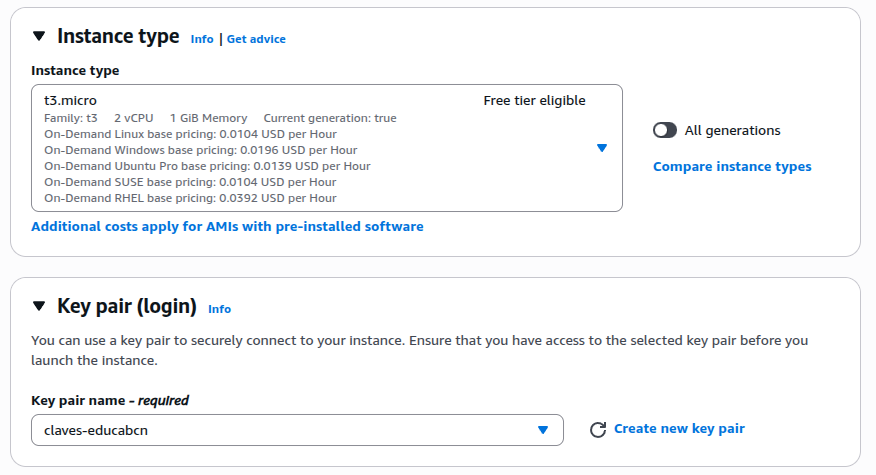 Instance type Info | Get advice
Instance type
t3.micro Free tier eligible
Family: t3 2 vCPU 1 GiB Memory Current generation: true
On-Demand Linux base pricing: 0.0104 USD per Hour
On-Demand Windows base pricing: 0.0196 USD per Hour
On-Demand Ubuntu Pro base pricing: 0.0139 USD per Hour
On-Demand SUSE base pricing: 0.0104 USD per Hour
On-Demand RHEL base pricing: 0.0392 USD per Hour
All generations
Compare instance types
Additional costs apply for AMIs with pre-installed software
Key pair (login) Info
You can use a key pair to securely connect to your instance. Ensure that you have access to the selected key pair before you
launch the instance.
Key pair name - required
claves-educabcn
Create new key pair